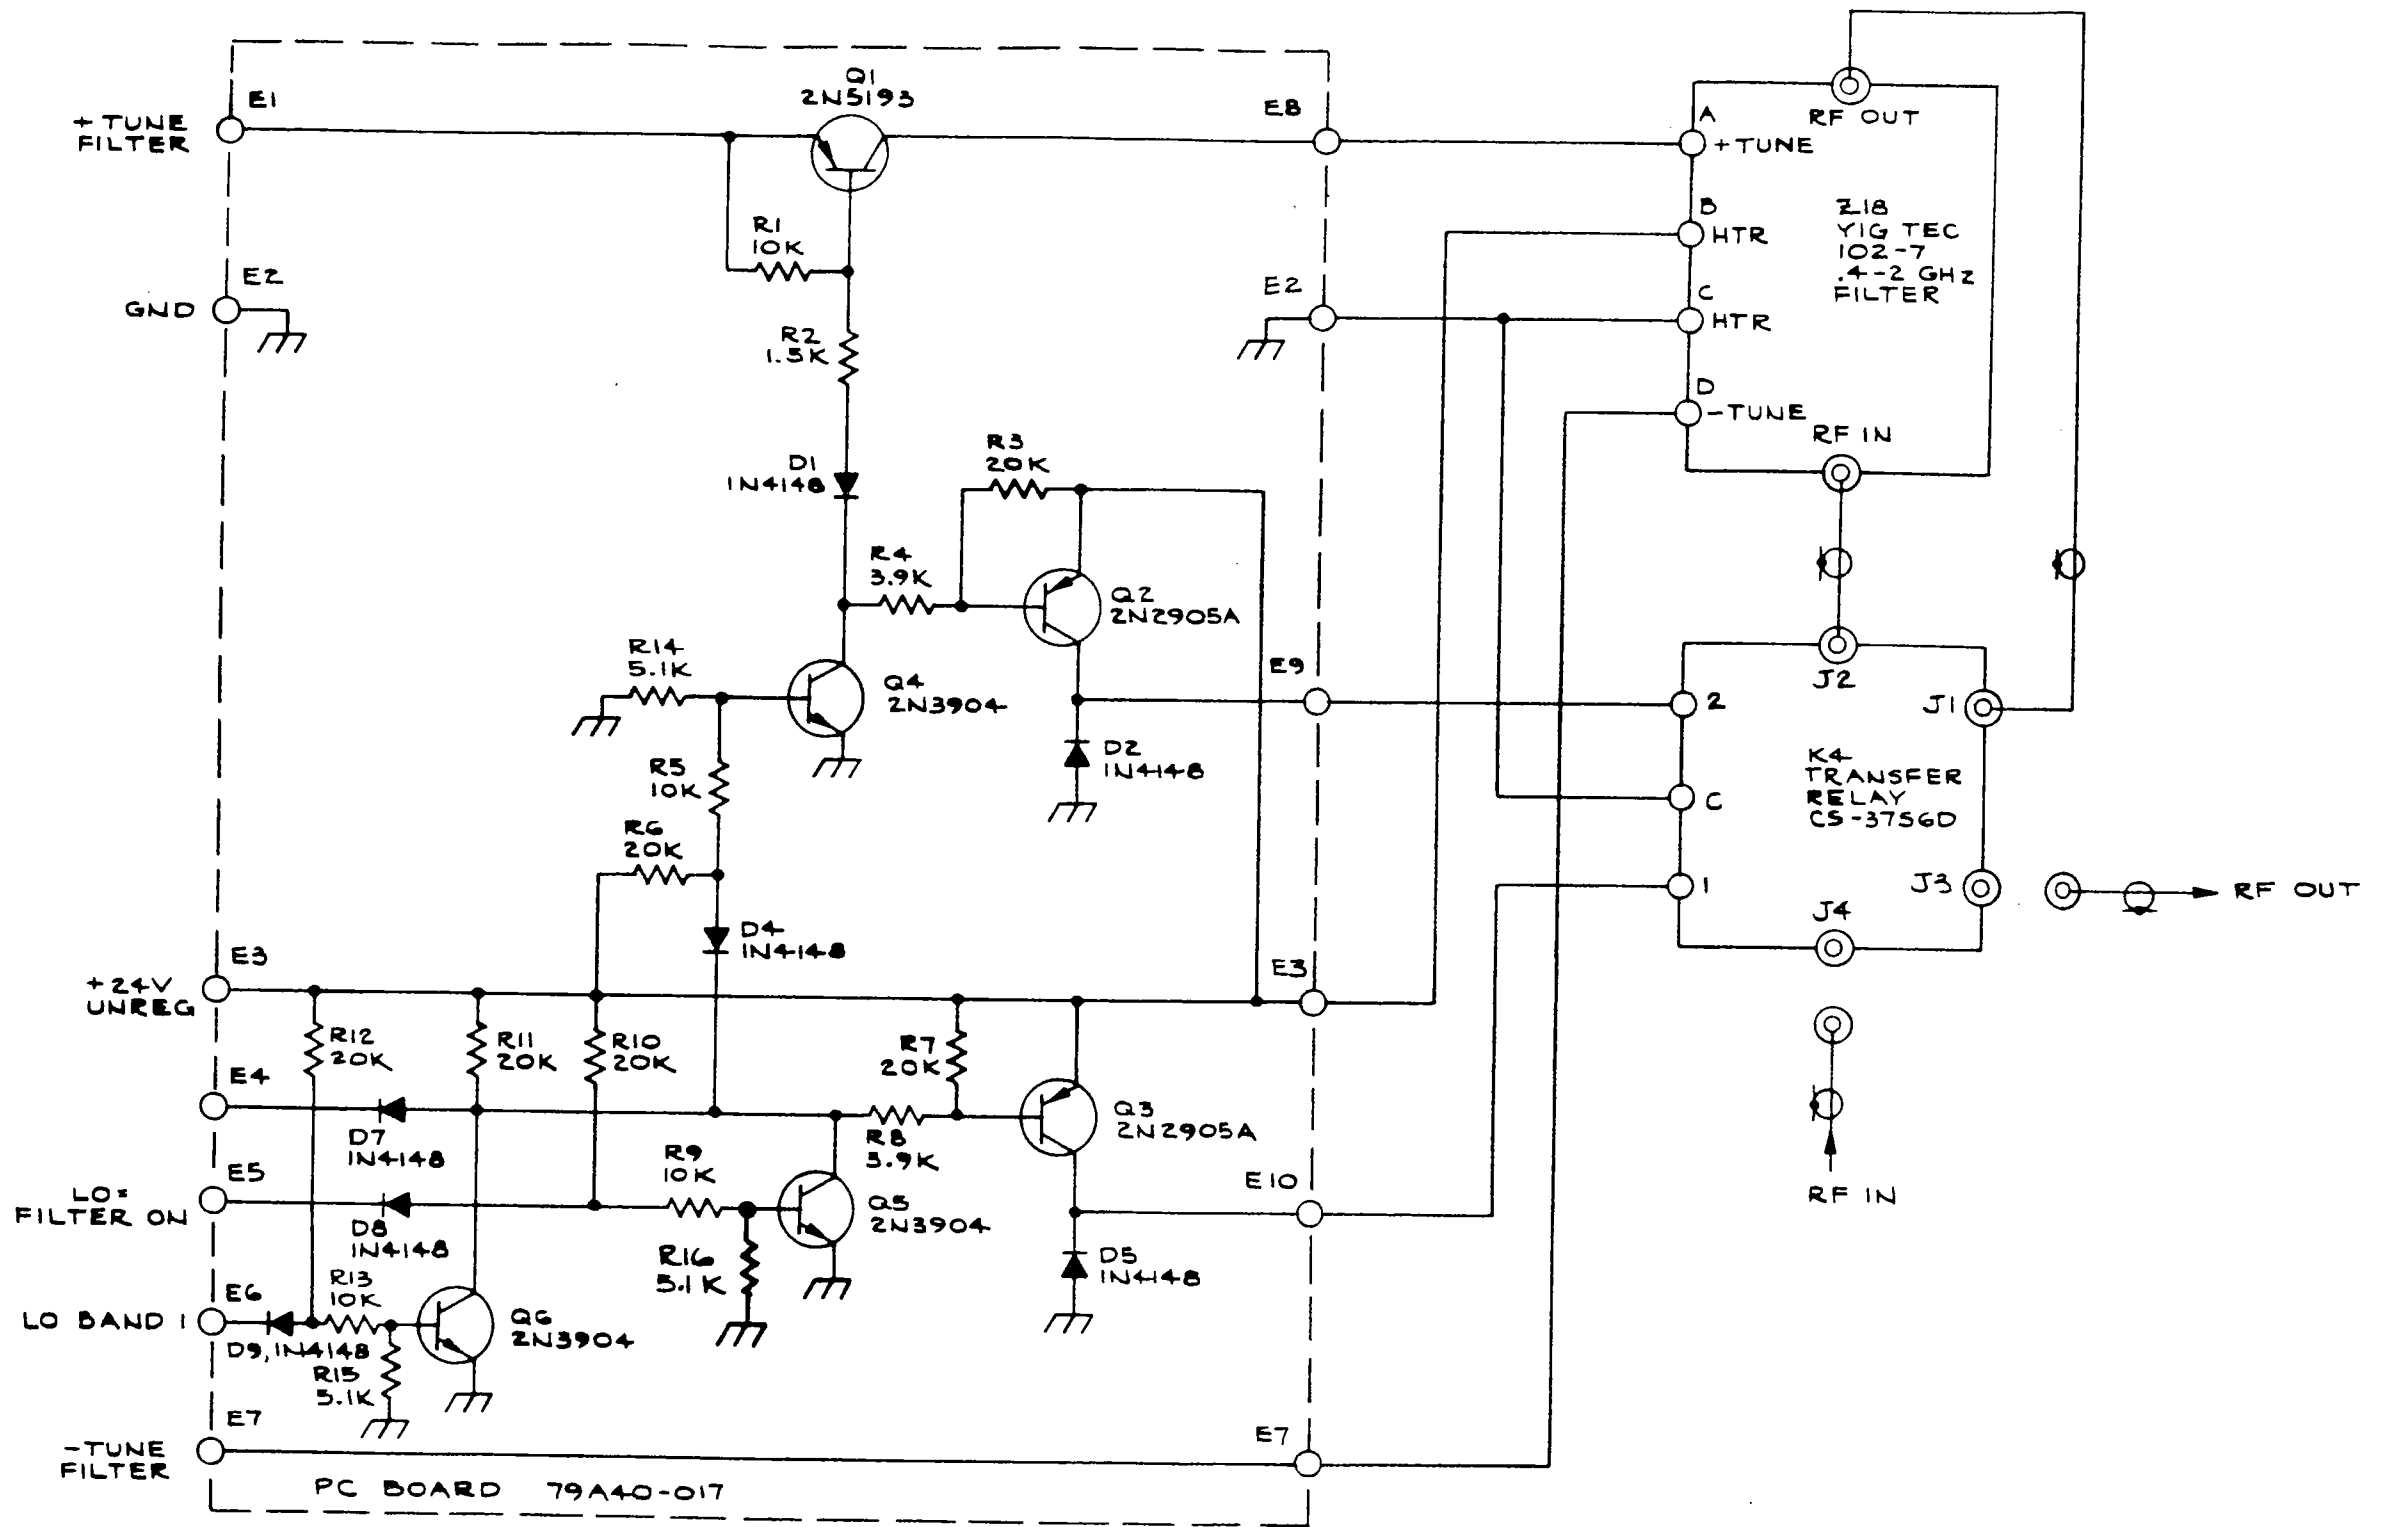 Q1
2N5193
E1
+ TUNE
FILTER
E8
A
+TUNE
RF OUT
R1
10K
B
HTR
Z18
YIG TEC
102-7
.4-2 GHz
FILTER
E2
GND
E2
C
HTR
R2
1.5K
D
-TUNE
RF IN
D1
1N4148
R3
20K
R4
3.9K
Q2
2N2905A
R14
5.1K
Q4
2N3904
E9
2
J2
J1
R5
10K
D2
1N4148
K4
TRANSFER
RELAY
CS-37S6D
C
R6
20K
1
J3
J4
RF OUT
D4
1N4148
E3
+24V
UNREG
E3
R12
20K
R11
20K
R10
20K
R7
20K
E4
D7
1N4148
R8
3.9K
Q3
2N2905A
E5
LO=
FILTER ON
D8
1N4148
R9
10K
Q5
2N3904
E10
RF IN
R16
5.1K
D5
1N4148
E6
LO BAND 1
R13
10K
D9, 1N4148
Q6
2N3904
R15
5.1K
E7
-TUNE
FILTER
E7
PC BOARD 79A40-017